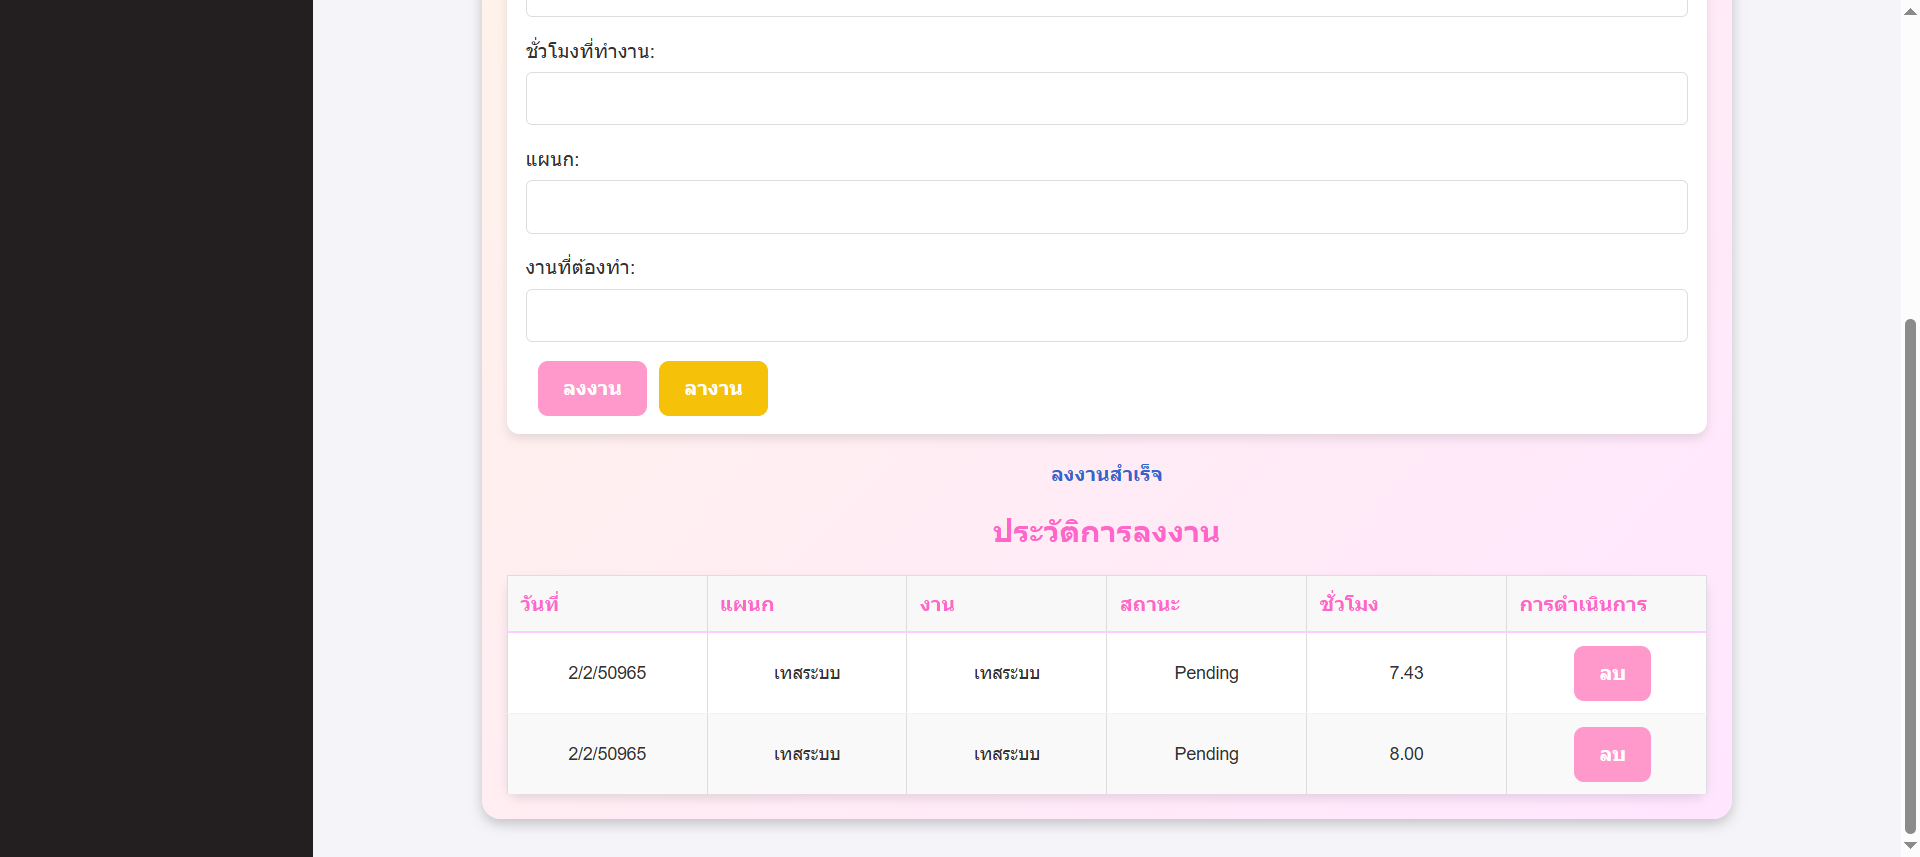 ชั่วโมงที่ทำงาน:
แผนก:
งานที่ต้องทำ:
ลงงาน ลางาน
ลงงานสำเร็จ
ประวัติการลงงาน
วันที่ แผนก งาน สถานะ ชั่วโมง การดำเนินการ
2/2/50965 เทสระบบ เทสระบบ Pending 7.43 ลบ
2/2/50965 เทสระบบ เทสระบบ Pending 8.00 ลบ